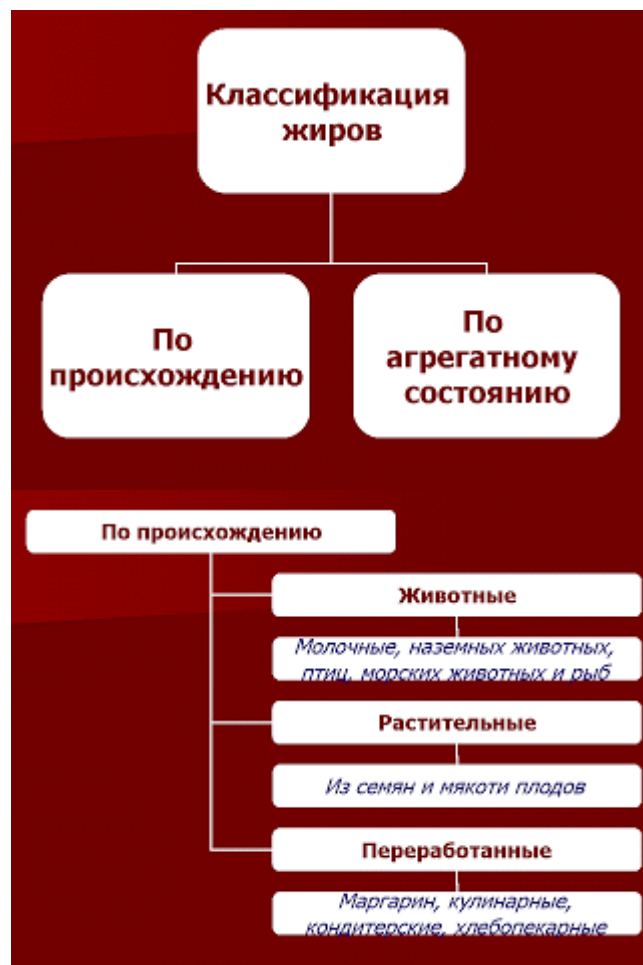 Классификация
жиров
По
происхождению
По
агрегатному
состоянию
По происхождению
Животные
Молочные, наземных животных,
птиц, морских животных и рыб
Растительные
Из семян и мякоти плодов
Переработанные
Маргарин, кулинарные,
кондитерские, хлебопекарные